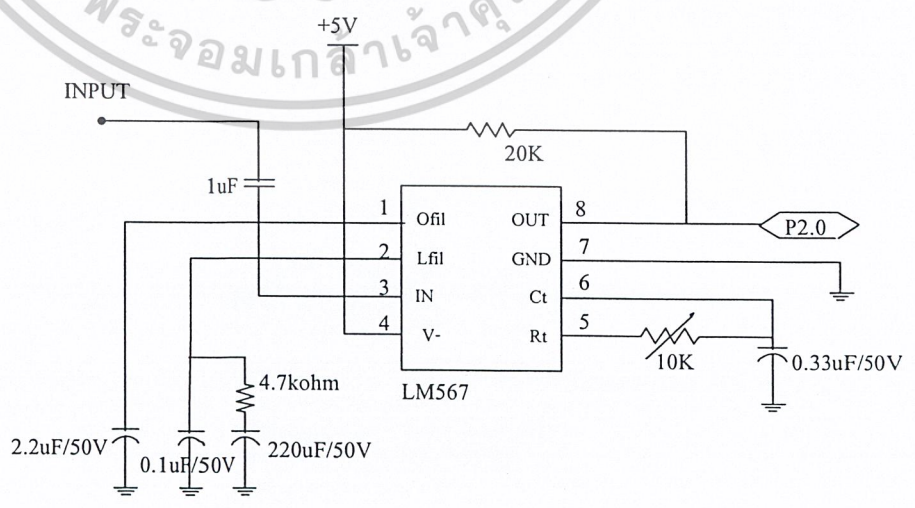 พระจอมเกล้าเจ้าคุณ
+5V
INPUT
20K
1uF
1
Ofil
OUT
8
P2.0
2
Lfil
GND
7
3
IN
Ct
6
4
V-
Rt
5
10K
0.33uF/50V
LM567
4.7kohm
2.2uF/50V
0.1uF/50V
220uF/50V